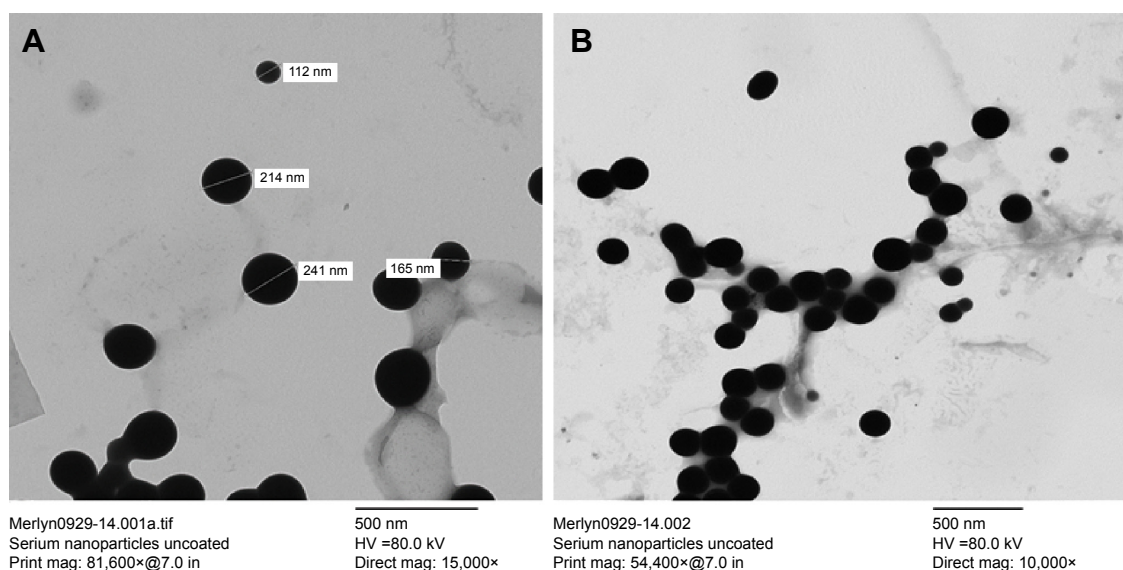 A
112 nm
214 nm
241 nm
165 nm
Merlyn0929-14.001a.tif
Serium nanoparticles uncoated
Print mag: 81,600×@7.0 in
500 nm
HV =80.0 kV
Direct mag: 15,000×
B
Merlyn0929-14.002
Serium nanoparticles uncoated
Print mag: 54,400×@7.0 in
500 nm
HV =80.0 kV
Direct mag: 10,000×